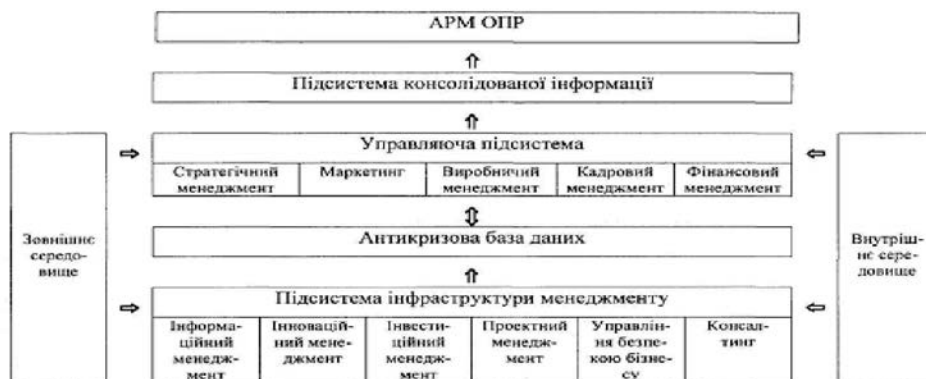 АРМ ОПР
Підсистема консолідованої інформації
Управляюча підсистема
Стратегічний
менеджмент
Маркетинг
Виробничий
менеджмент
Кадровий
менеджмент
Фінансовий
менеджмент
Зовнішнє
середо-
вище
Антикризова база даних
Внутріш-
нє сере-
довище
Підсистема інфраструктури менеджменту
Інформа-
ційний
менедж-
мент
Інновацій-
ний мене-
джмент
Інвести-
ційний
менедж-
мент
Проектний
менедж-
мент
Управлін-
ня безпе-
кою бізне-
су
Консал-
тинг